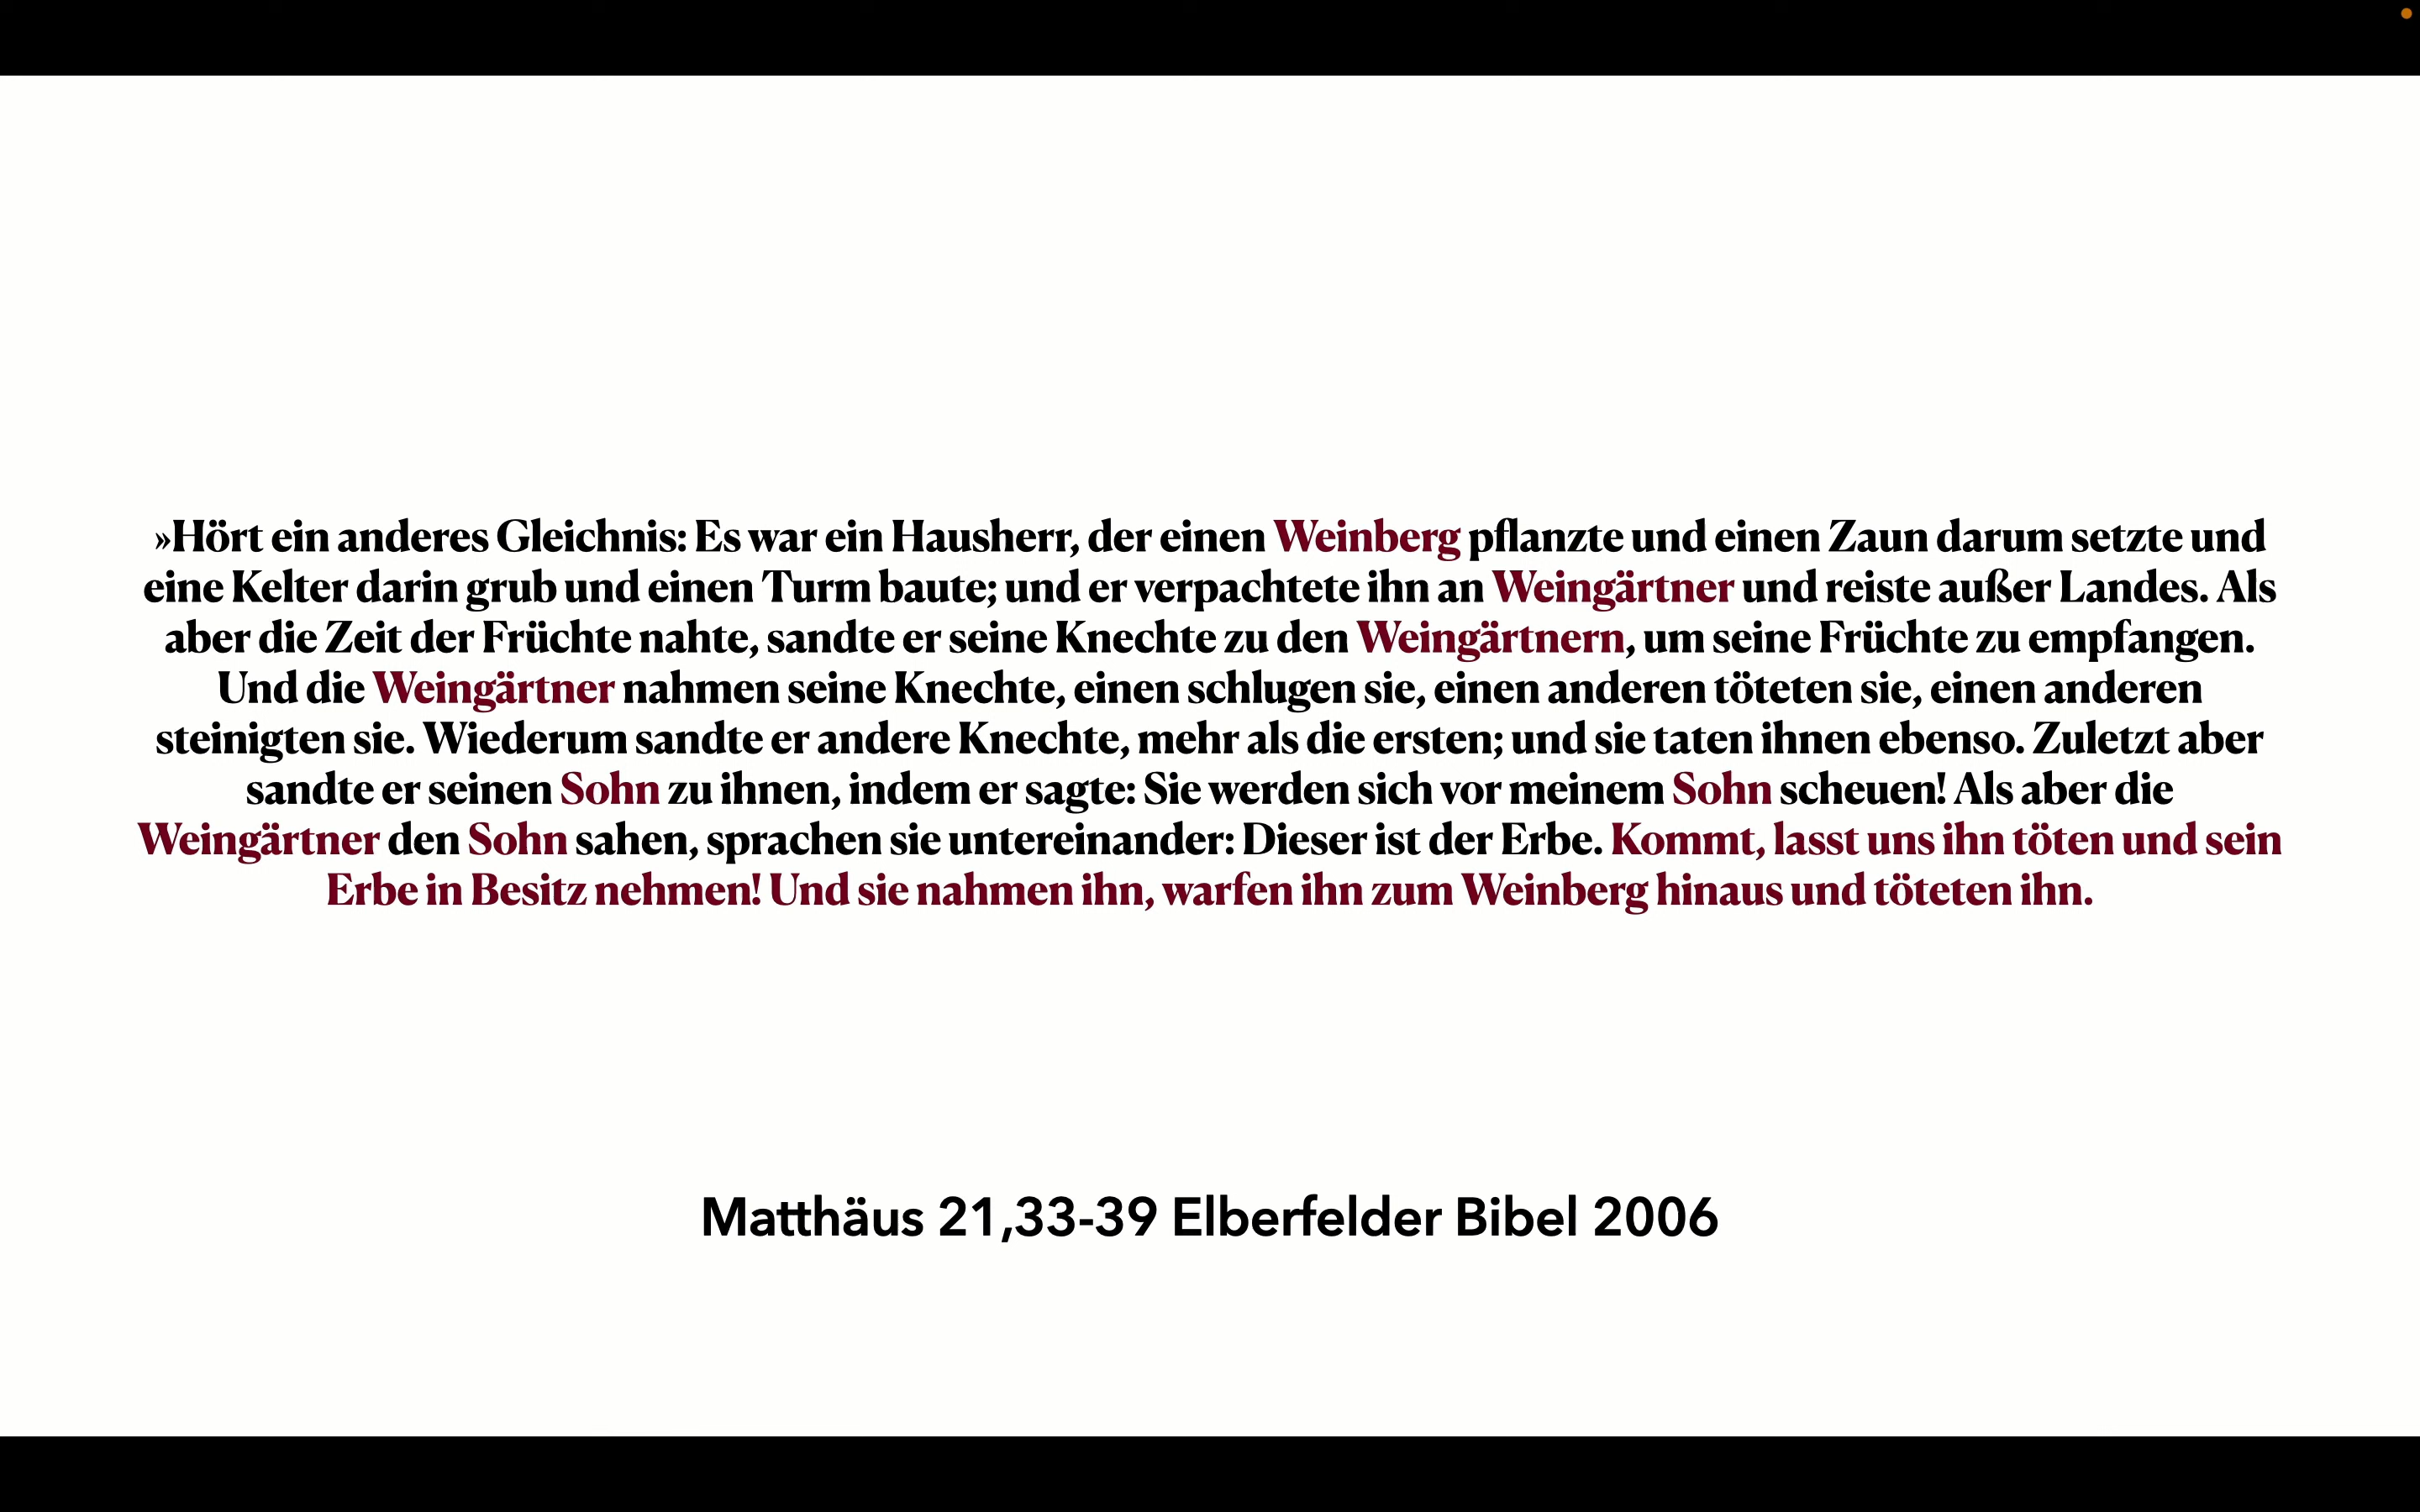 »Hört ein anderes Gleichnis: Es war ein Hausherr, der einen Weinberg pflanzte und einen Zaun darum setzte und
eine Kelter darin grub und einen Turm baute; und er verpachtete ihn an Weingärtner und reiste außer Landes. Als
aber die Zeit der Früchte nahte, sandte er seine Knechte zu den Weingärtnern, um seine Früchte zu empfangen.
Und die Weingärtner nahmen seine Knechte, einen schlugen sie, einen anderen töteten sie, einen anderen
steinigten sie. Wiederum sandte er andere Knechte, mehr als die ersten; und sie taten ihnen ebenso. Zuletzt aber
sandte er seinen Sohn zu ihnen, indem er sagte: Sie werden sich vor meinem Sohn scheuen! Als aber die
Weingärtner den Sohn sahen, sprachen sie untereinander: Dieser ist der Erbe. Kommt, lasst uns ihn töten und sein
Erbe in Besitz nehmen! Und sie nahmen ihn, warfen ihn zum Weinberg hinaus und töteten ihn.
Matthäus 21,33-39 Elberfelder Bibel 2006